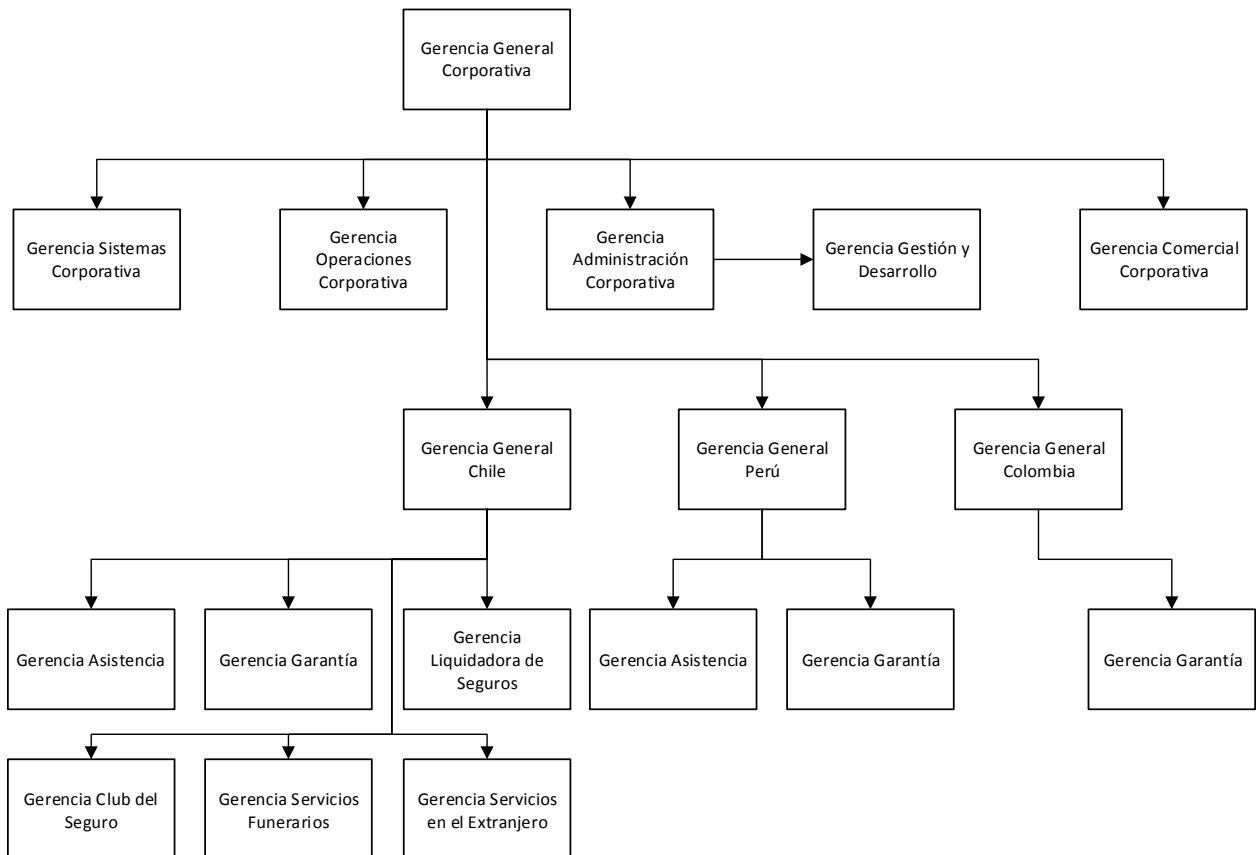 Gerencia General
Corporativa
Gerencia Sistemas
Corporativa
Gerencia
Operaciones
Corporativa
Gerencia
Administración
Corporativa
Gerencia Gestión y
Desarrollo
Gerencia Comercial
Corporativa
Gerencia General
Chile
Gerencia General
Perú
Gerencia General
Colombia
Gerencia Asistencia
Gerencia Garantía
Gerencia
Liquidadora de
Seguros
Gerencia Asistencia
Gerencia Garantía
Gerencia Garantía
Gerencia Club del
Seguro
Gerencia Servicios
Funerarios
Gerencia Servicios
en el Extranjero